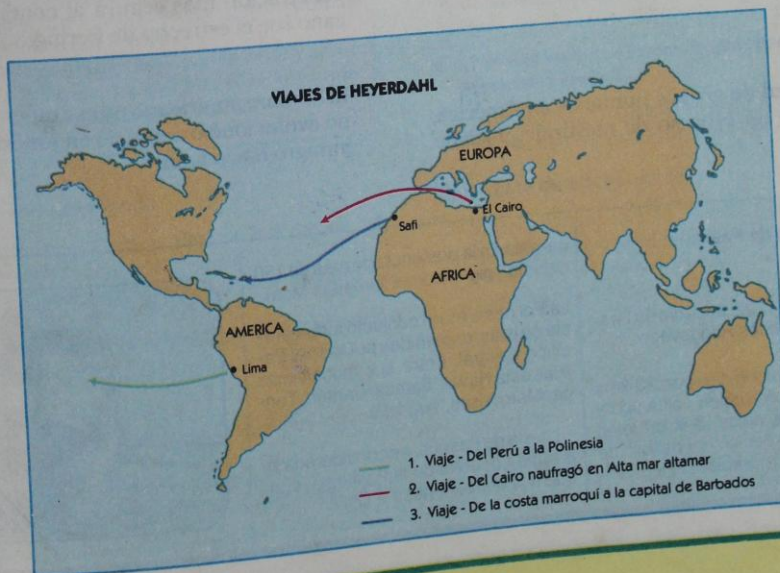 VIAJES DE HEYERDAHL
EUROPA
El Cairo
Safi
AFRICA
AMERICA
Lima
1. Viaje - Del Perú a la Polinesia
2. Viaje - Del Cairo naufragó en Alta mar altamar
3. Viaje - De la costa marroquí a la capital de Barbados